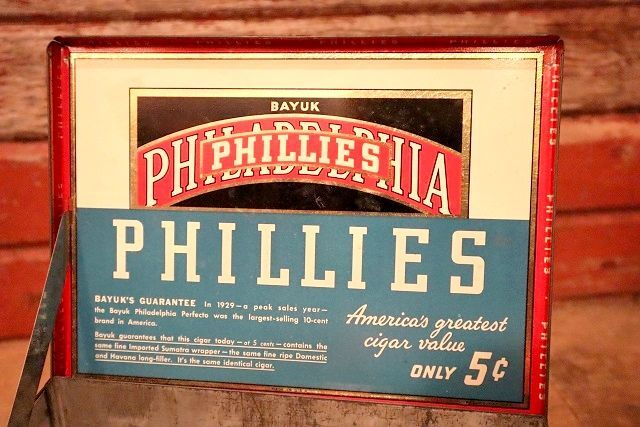 PHILLIES
BAYUK
PHILADELPHIA
PHILLIES
PHILLIES
BAYUK'S GUARANTEE In 1929—a peak sales year—
the Bayuk Philadelphia Perfecto was the largest-selling 10-cent
brand in America.
Bayuk guarantees that this cigar today—at 5 cent—contains the
same fine Imported Sumatra wrapper—the same fine ripe Domestic
and Havana long-filler. It's the same identical cigar.
America's greatest
cigar value
ONLY 5¢
PHILLIES
PHILLIES
PHILLIES